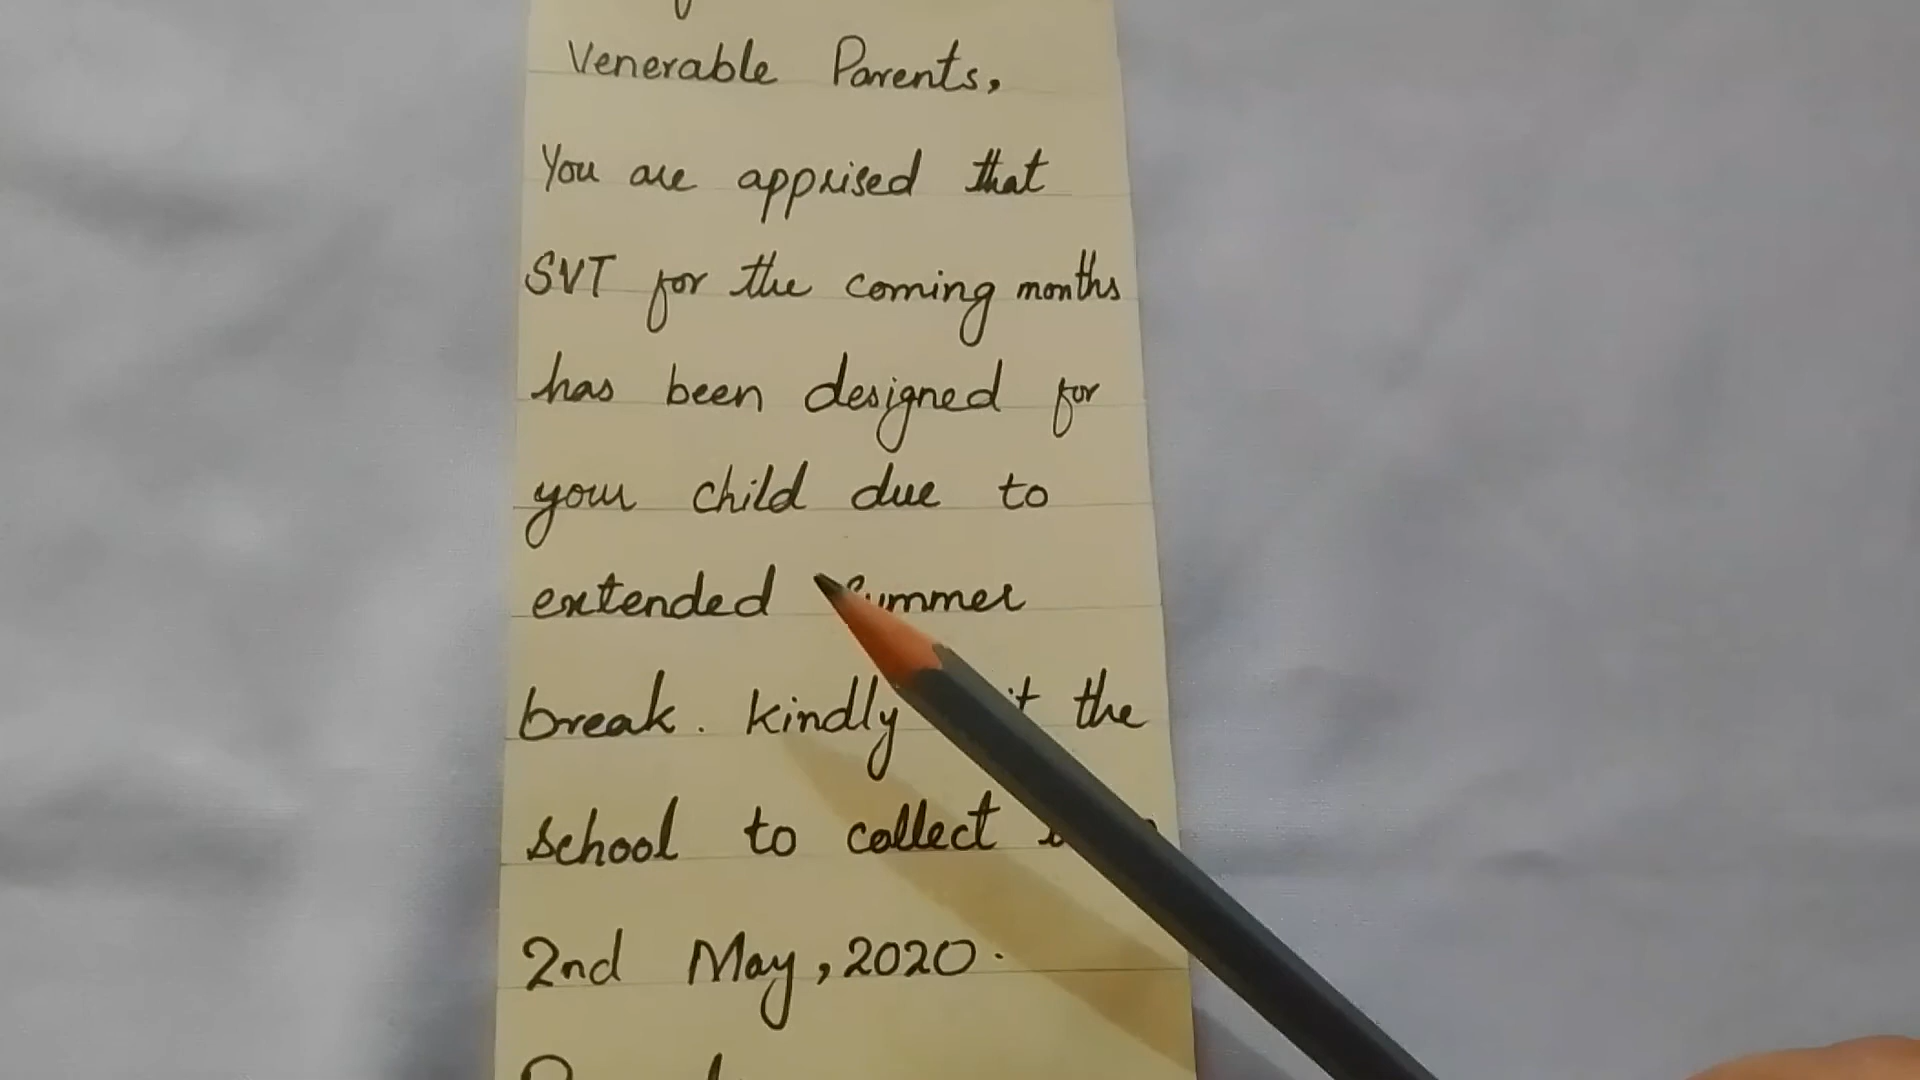 Venerable Parents,
You are apprised that
SVT for the coming months
has been designed for
your child due to
extended Summer
break. Kindly the
school to collect
2nd May, 2020.